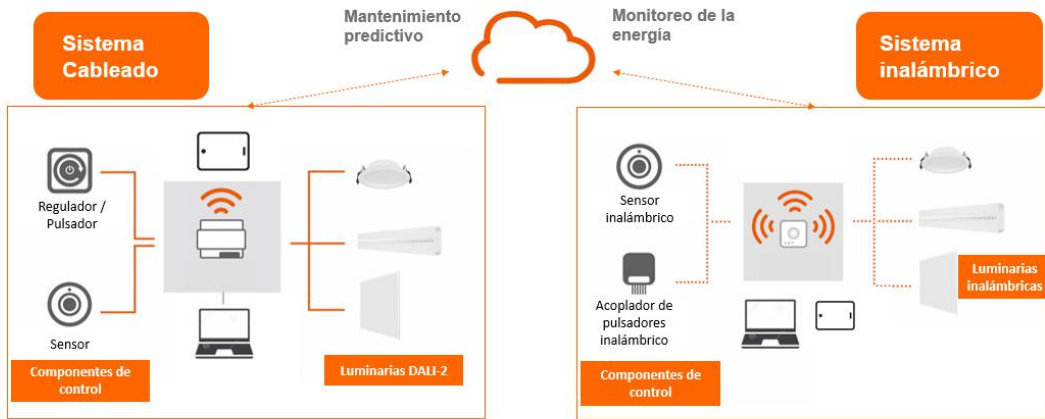 Sistema
Cableado
Mantenimiento
predictivo
Monitoreo de la
energía
Sistema
inalámbrico
Regulador /
Pulsador
Sensor
Componentes de
control
Luminarias DALI-2
Sensor
inalámbrico
Acoplador de
pulsadores
inalámbrico
Componentes de
control
Luminarias
inalámbricas